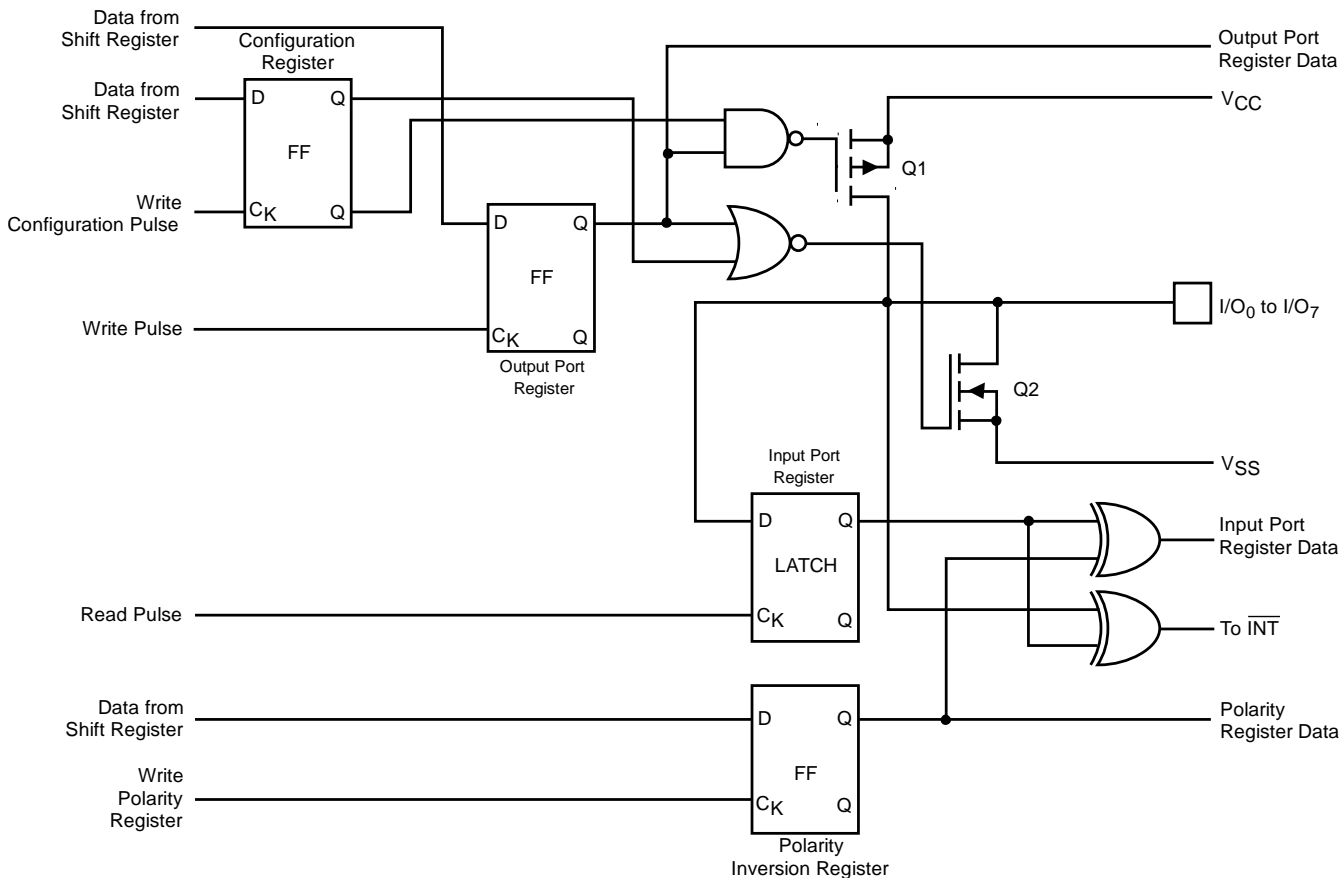 Data from
Shift Register
Configuration
Register
Output Port
Register Data
Data from
Shift Register
D
Q
FF
CK
Q
VCC
Q1
Write
Configuration Pulse
D
Q
FF
CK
Q
Output Port
Register
Write Pulse
I/O0 to I/O7
Q2
VSS
Input Port
Register
D
Q
LATCH
CK
Q
Input Port
Register Data
Read Pulse
To INT
Data from
Shift Register
D
Q
FF
CK
Q
Polarity
Register Data
Write
Polarity
Register
Polarity
Inversion Register